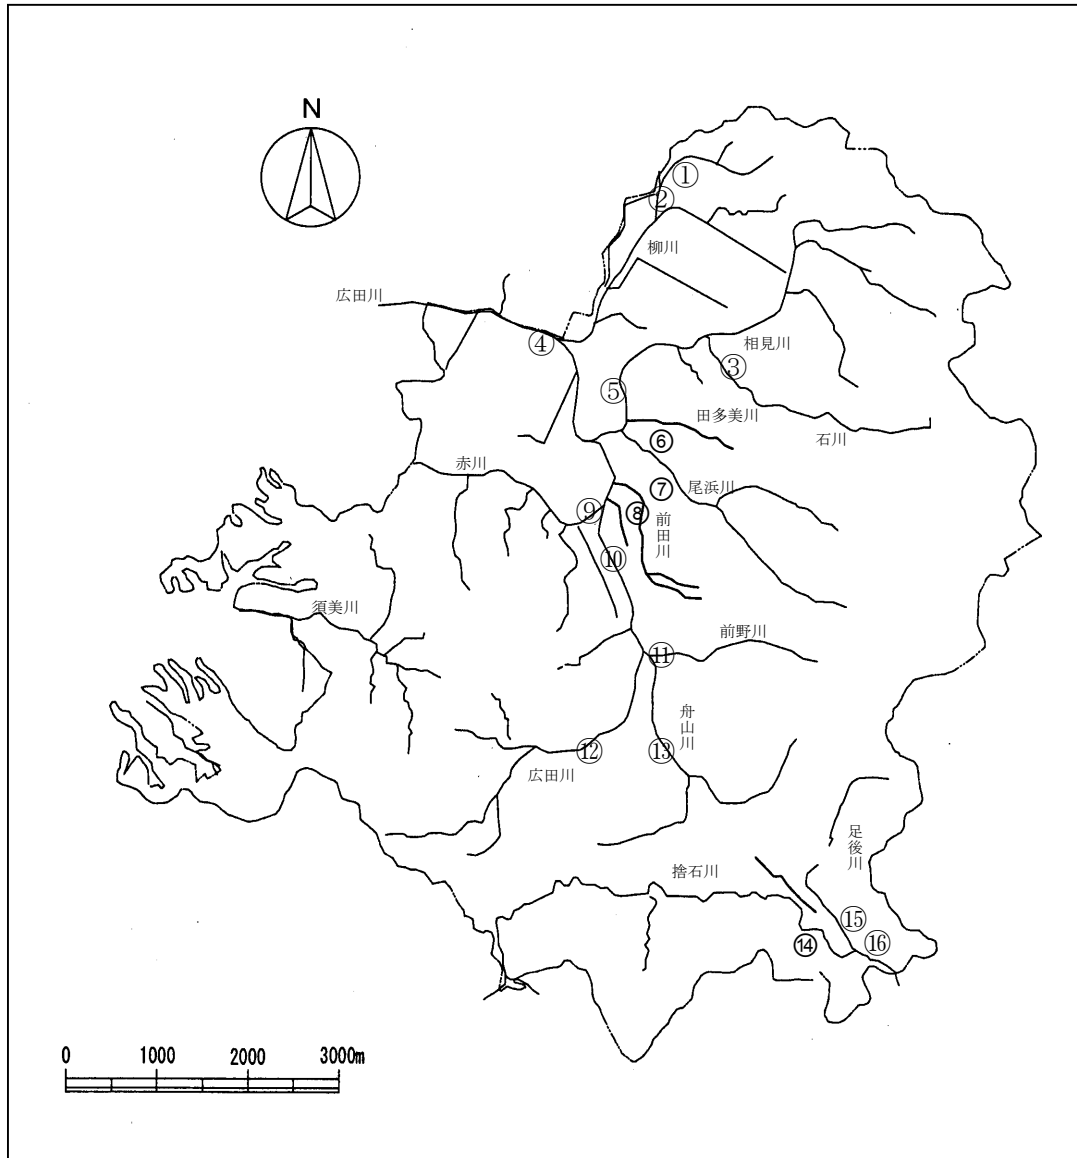 N
①
②
柳川
広田川
④
相見川
③
⑤
田多美川
石川
⑥
赤川
⑦
尾浜川
⑨
⑧
前田川
⑩
須美川
前野川
⑪
舟山川
⑫
⑬
広田川
足後川
捨石川
⑮
⑭
⑯
0 1000 2000 3000m